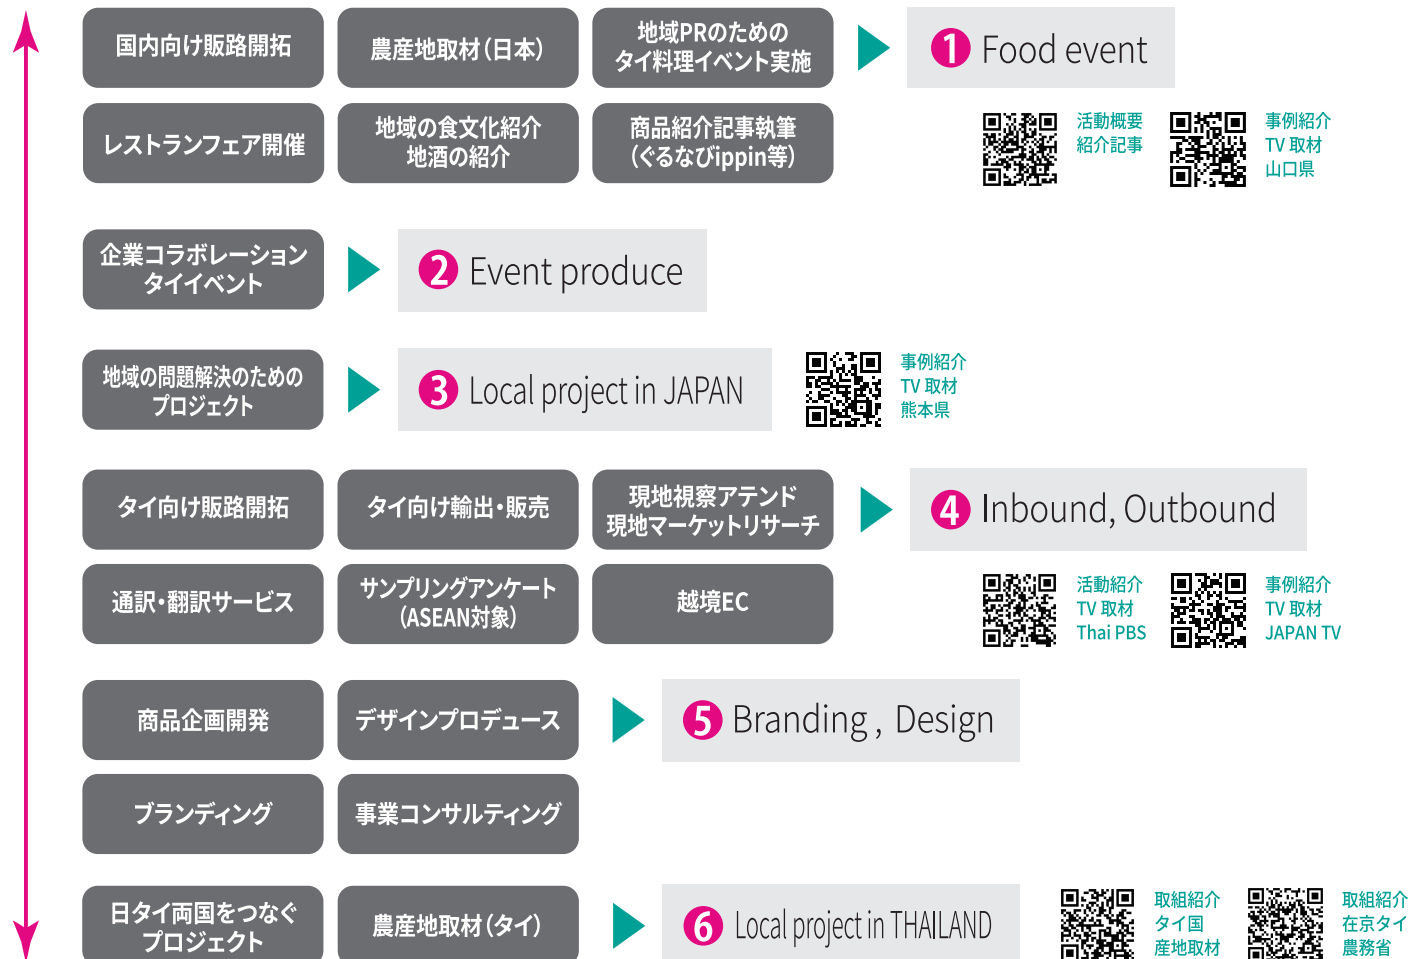 国内向け販路開拓
農産地取材（日本）
地域PRのための
タイ料理イベント実施
❶ Food event
レストランフェア開催
地域の食文化紹介
地酒の紹介
商品紹介記事執筆
（ぐるなびippin等）
活動概要
紹介記事
事例紹介
TV 取材
山口県
企業コラボレーション
タイイベント
❷ Event produce
地域の問題解決のための
プロジェクト
❸ Local project in JAPAN
事例紹介
TV 取材
熊本県
タイ向け販路開拓
タイ向け輸出・販売
現地視察アテンド
現地マーケットリサーチ
❹ Inbound, Outbound
通訳・翻訳サービス
サンプリングアンケート
（ASEAN対象）
越境EC
活動紹介
TV 取材
Thai PBS
事例紹介
TV 取材
JAPAN TV
商品企画開発
デザインプロデュース
❺ Branding , Design
ブランディング
事業コンサルティング
日タイ両国をつなぐ
プロジェクト
農産地取材（タイ）
❻ Local project in THAILAND
取組紹介
タイ国
産地取材
取組紹介
在京タイ
農務省